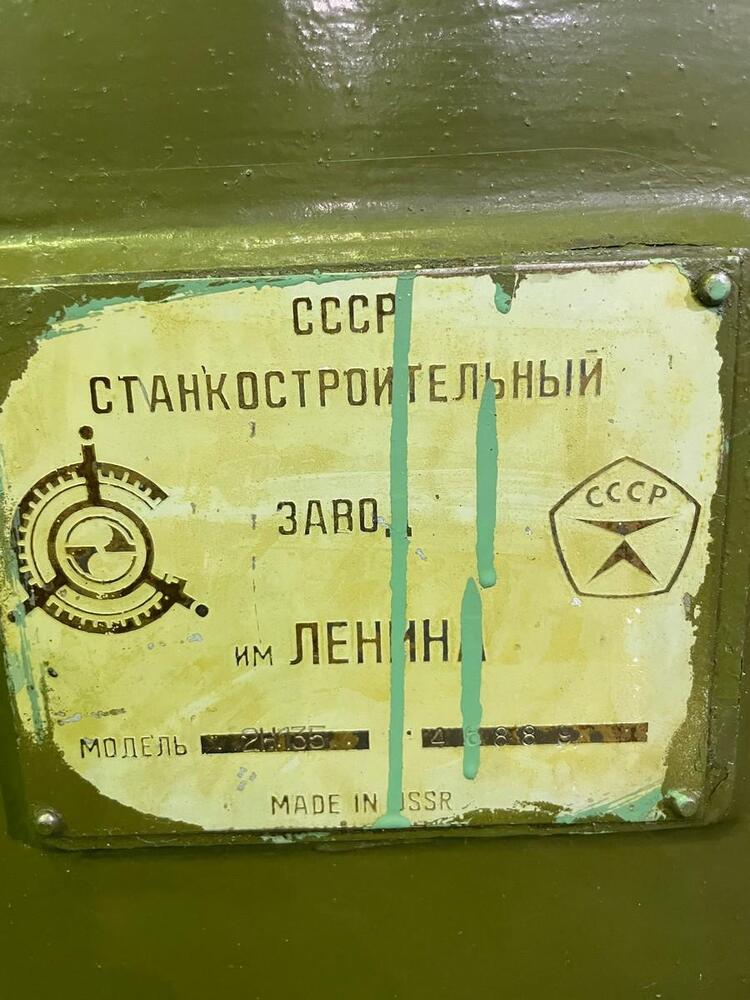 СССР
СТАНКОСТРОИТЕЛЬНЫЙ
ЗАВОД
СССР
им ЛЕНИНА
МОДЕЛЬ 2Н135
MADE IN USSR